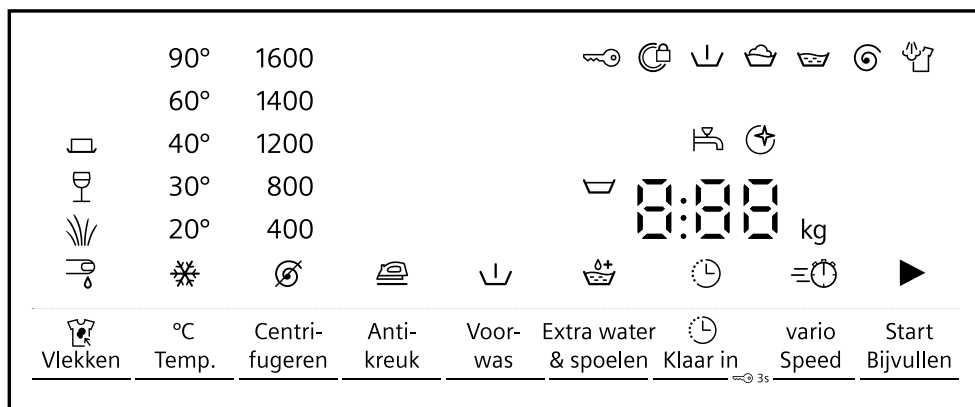 90° 1600
60° 1400
40° 1200
30° 800
20° 400
8:88 kg
°C Centri- Anti- Voor- Extra water vario Start
Vlekken Temp. fugeren kreuk was & spoelen Klaar in Speed Bijvullen
3s